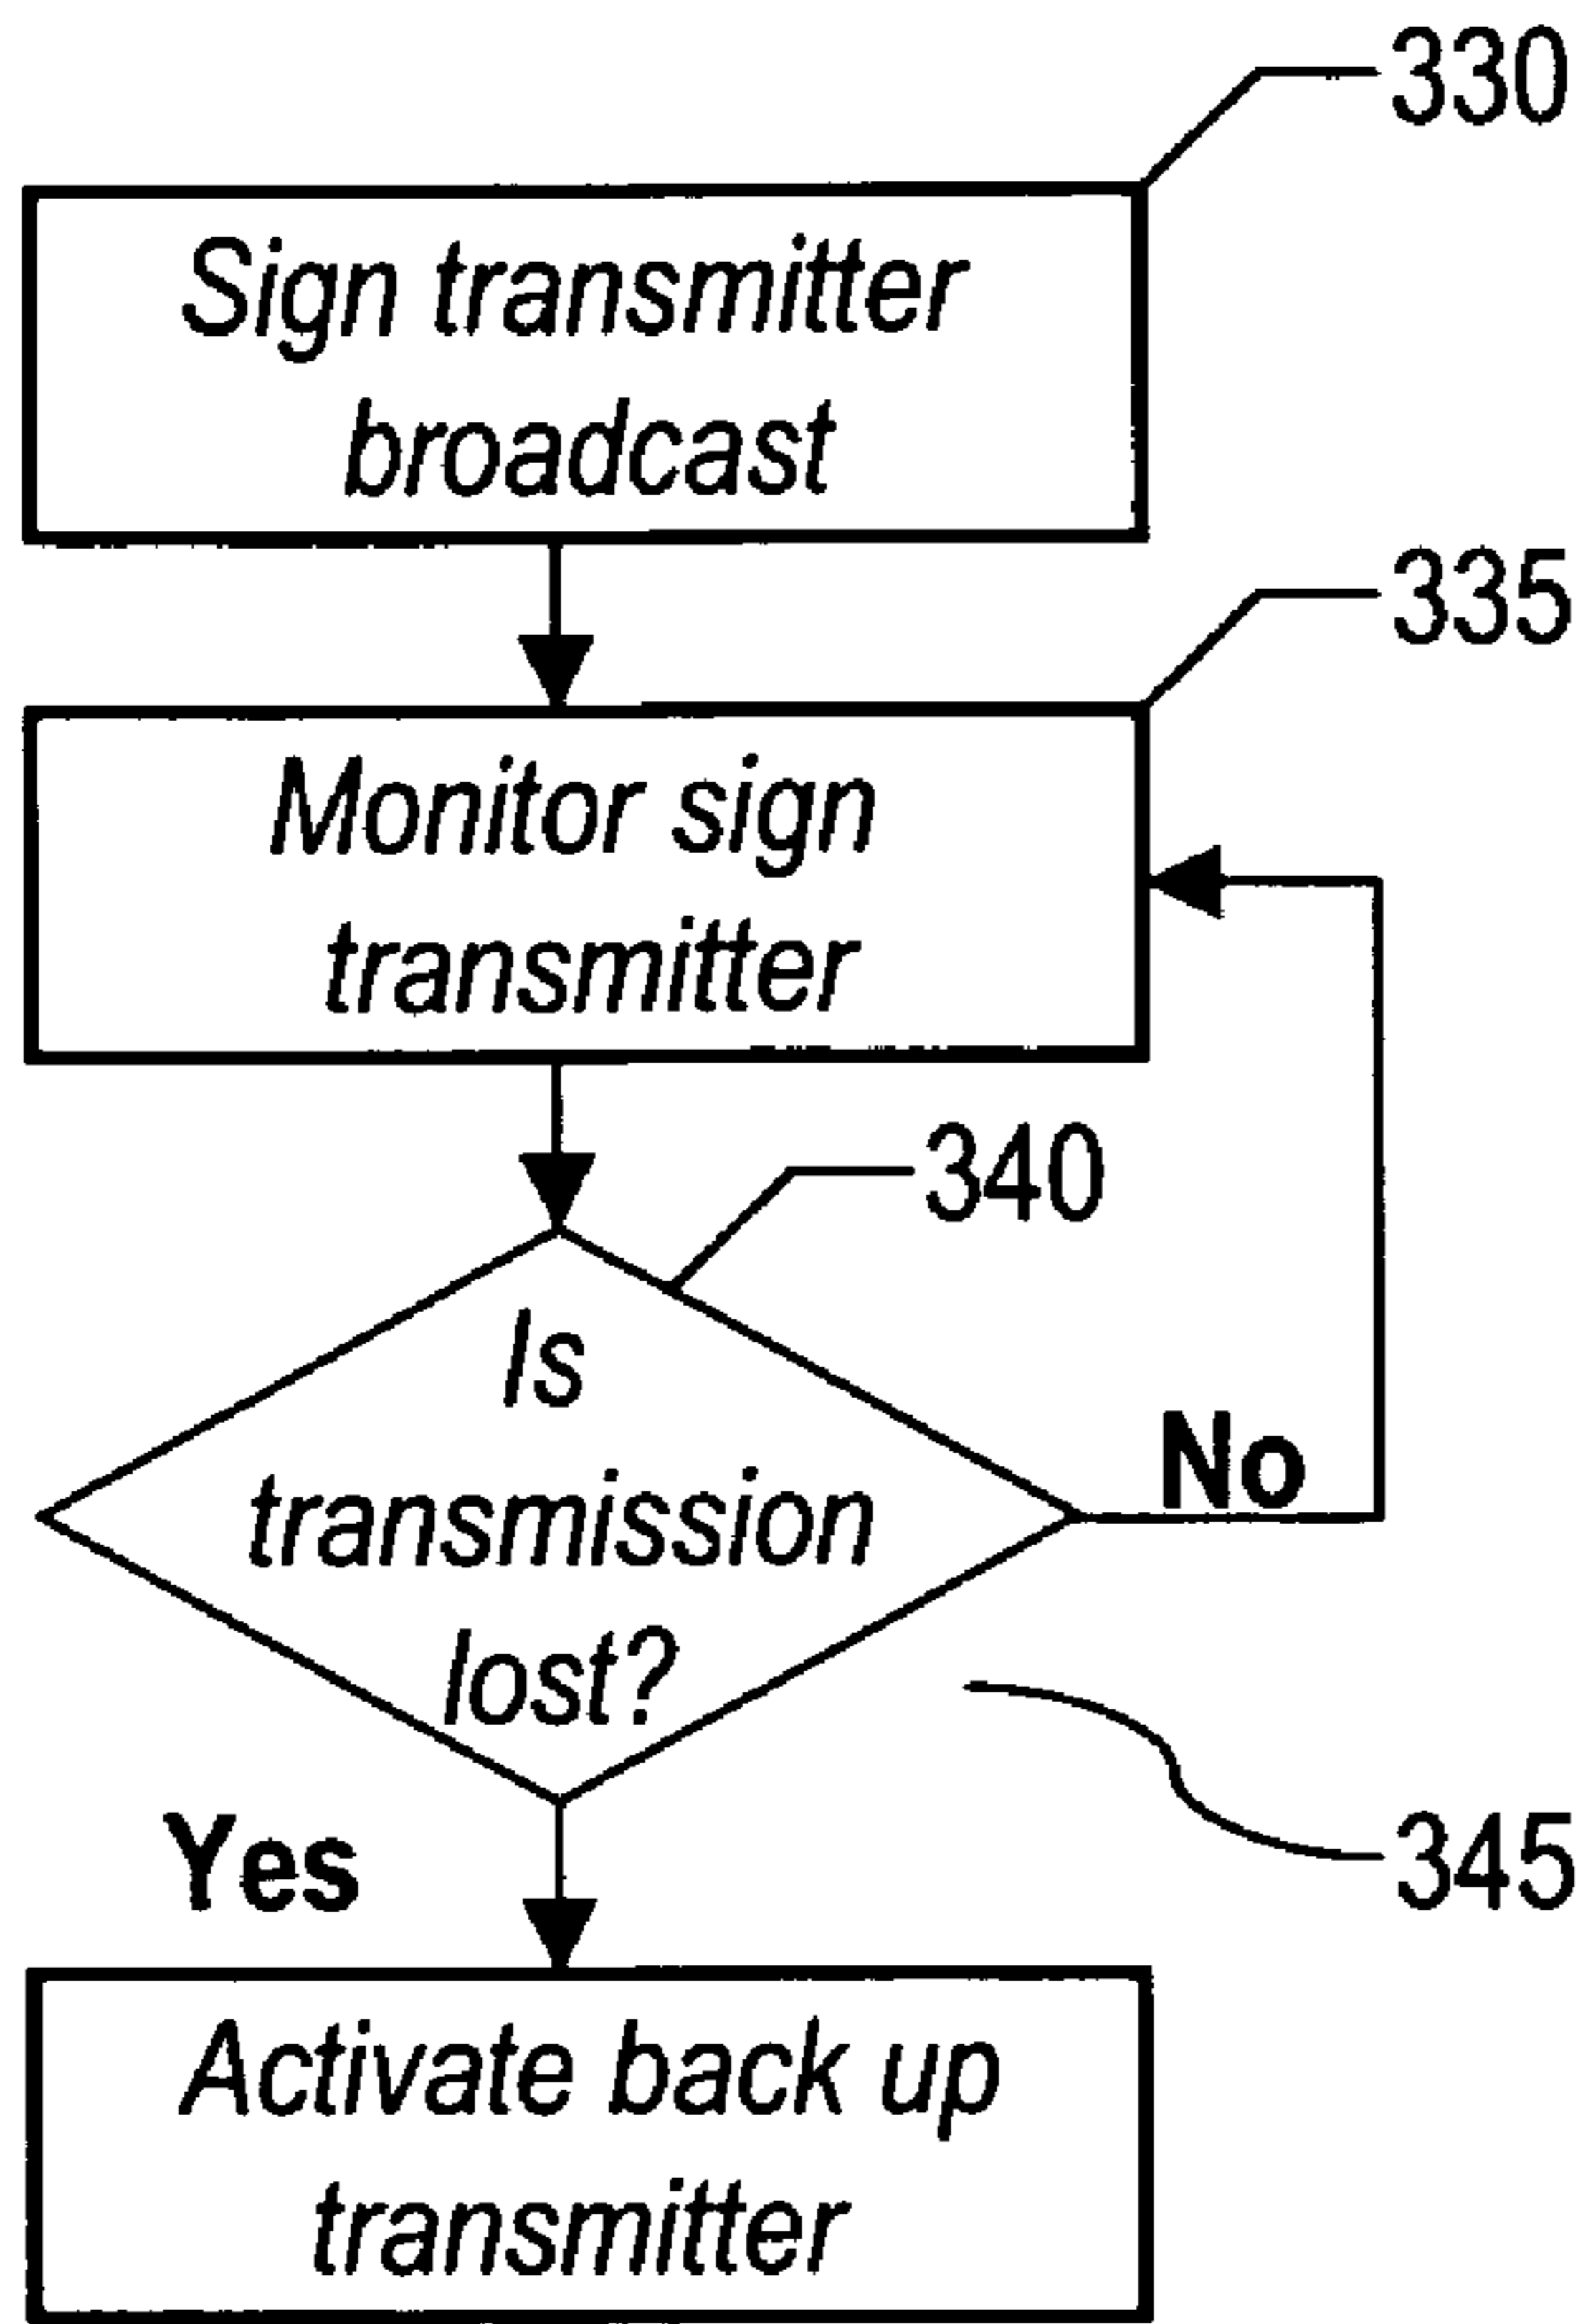 330
Sign transmitter
broadcast
335
Monitor sign
transmitter
340
Is
transmission
lost?
No
Yes
345
Activate back up
transmitter